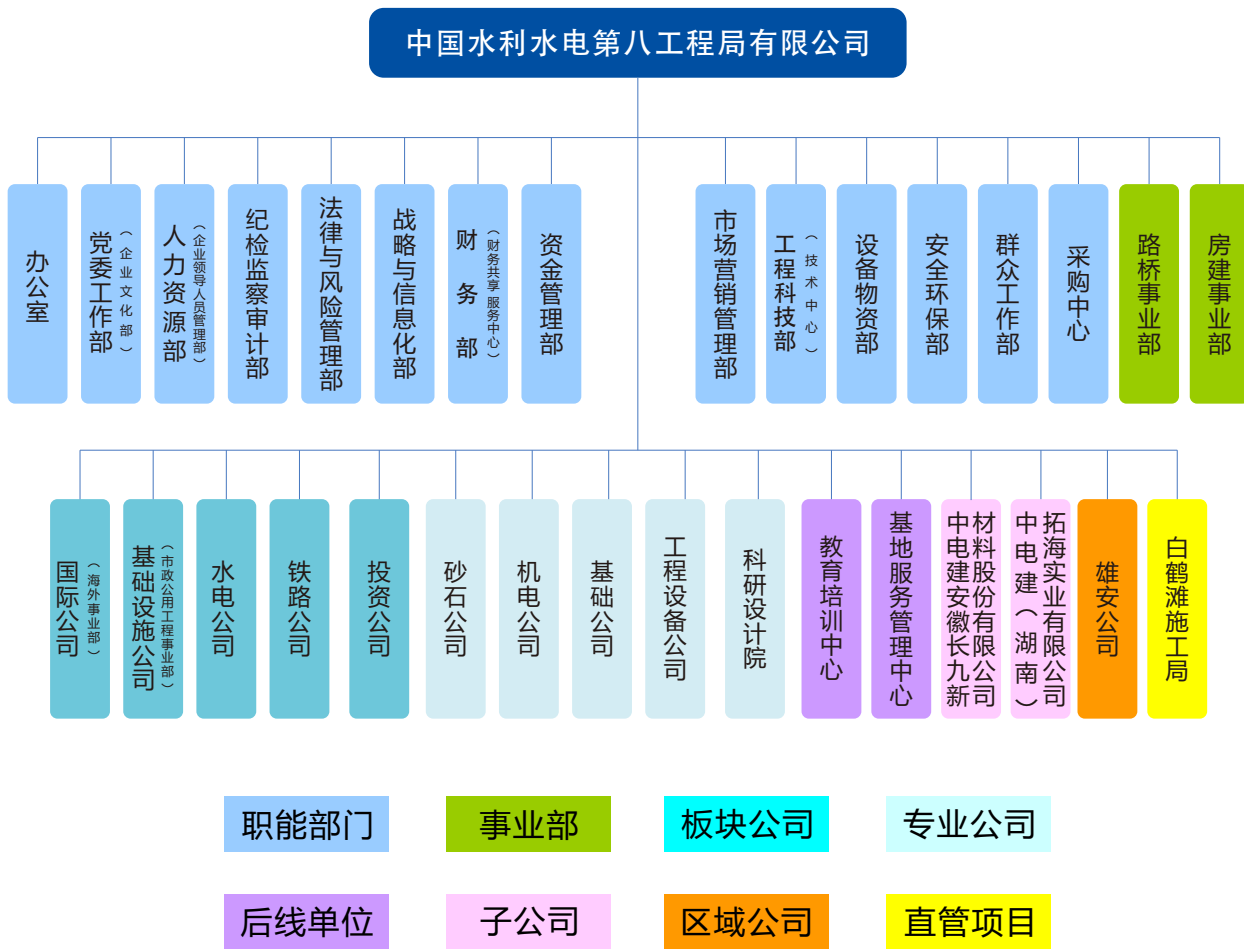 中国水利水电第八工程局有限公司
办公室
党委工作部
（企业文化部）
人力资源部
（企业领导人员管理部）
纪检监察审计部
法律与风险管理部
战略与信息化部
财务部
（财务共享服务中心）
资金管理部
市场营销管理部
工程科技部
（技术中心）
设备物资部
安全环保部
群众工作部
采购中心
路桥事业部
房建事业部
国际公司
（海外事业部）
基础设施公司
（市政公用工程事业部）
水电公司
铁路公司
投资公司
砂石公司
机电公司
基础公司
工程设备公司
科研设计院
教育培训中心
基地服务管理中心
中电建安徽长九新
材料股份有限公司
中电建（湖南）
拓海实业有限公司
雄安公司
白鹤滩施工局
职能部门
事业部
板块公司
专业公司
后线单位
子公司
区域公司
直管项目